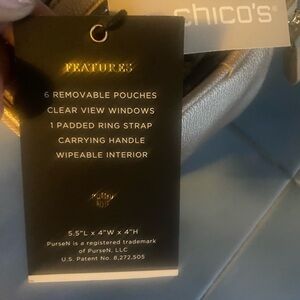 chico's®
FEATURES
6 REMOVABLE POUCHES
CLEAR VIEW WINDOWS
1 PADDED RING STRAP
CARRYING HANDLE
WIPEABLE INTERIOR
5.5"L x 4"W x 4"H
PurseN is a registered trademark
of PurseN, LLC
U.S. Patent No. 8,272,505